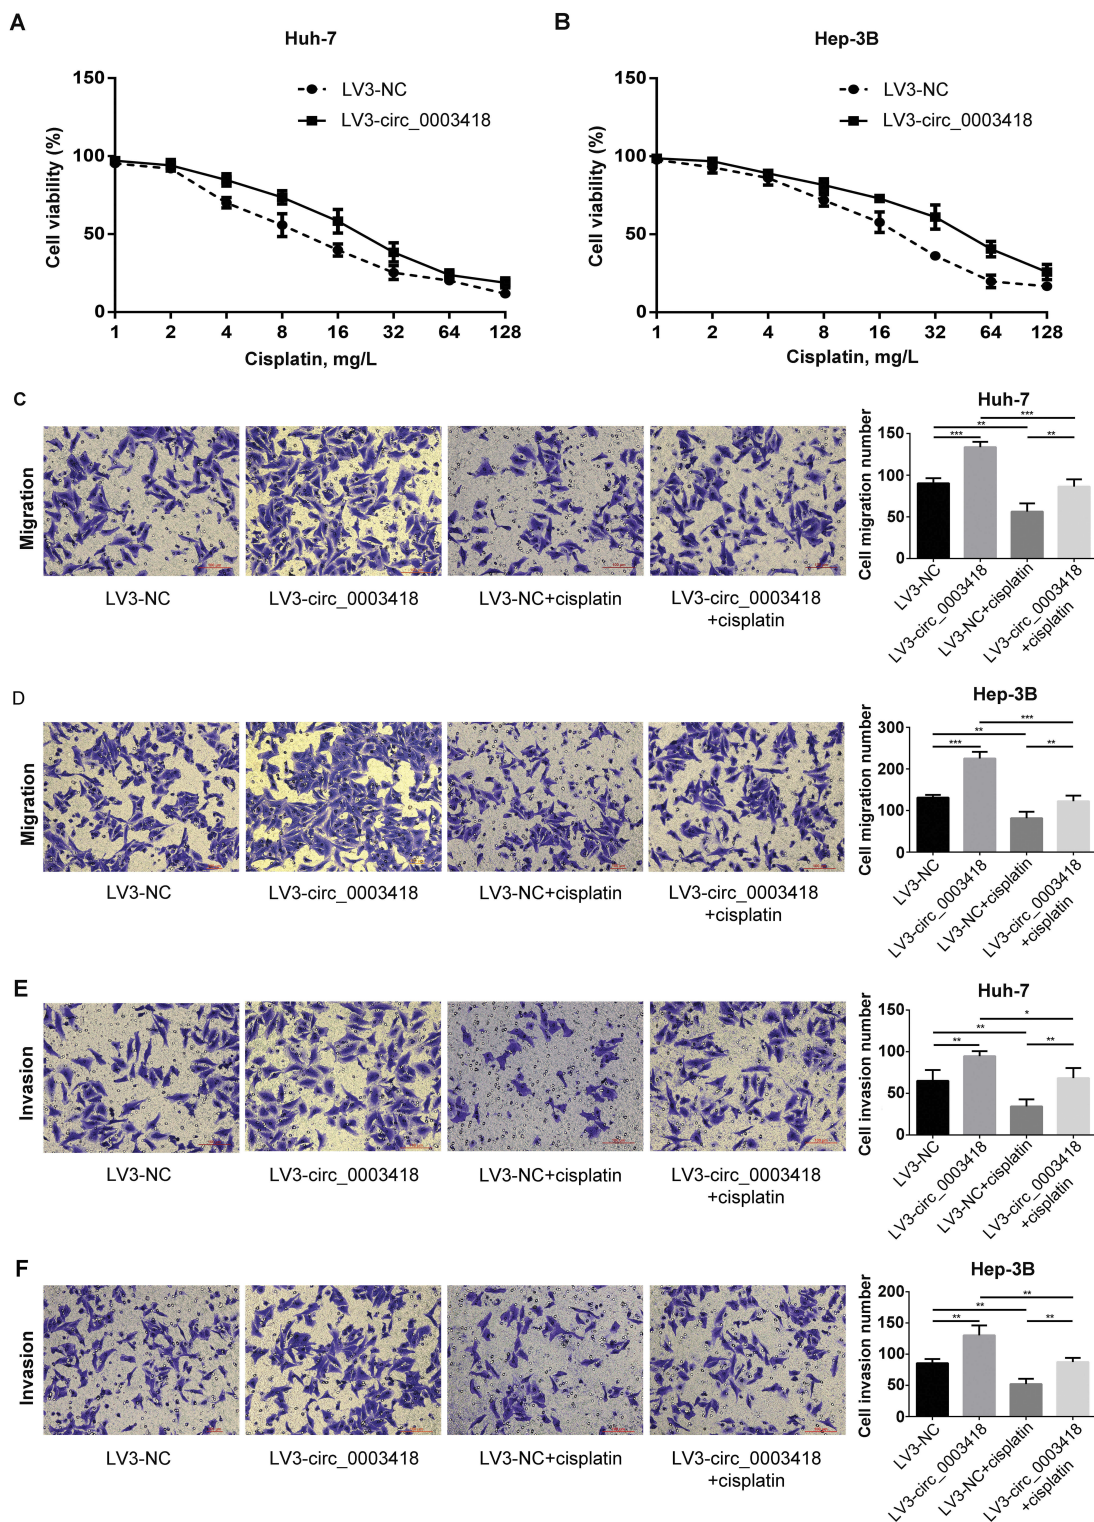 A
Huh-7
150
100
50
0
Cell viability (%)
LV3-NC
LV3-circ_0003418
1 2 4 8 16 32 64 128
Cisplatin, mg/L
B
Hep-3B
150
100
50
0
Cell viability (%)
LV3-NC
LV3-circ_0003418
1 2 4 8 16 32 64 128
Cisplatin, mg/L
C
Migration
LV3-NC
LV3-circ_0003418
LV3-NC+cisplatin
LV3-circ_0003418
+cisplatin
Huh-7
Cell migration number
150
100
50
0
***
**
***
**
LV3-NC
LV3-circ_0003418
LV3-NC+cisplatin
LV3-circ_0003418
+cisplatin
D
Migration
LV3-NC
LV3-circ_0003418
LV3-NC+cisplatin
LV3-circ_0003418
+cisplatin
Hep-3B
Cell migration number
300
200
100
0
***
**
***
**
LV3-NC
LV3-circ_0003418
LV3-NC+cisplatin
LV3-circ_0003418
+cisplatin
E
Invasion
LV3-NC
LV3-circ_0003418
LV3-NC+cisplatin
LV3-circ_0003418
+cisplatin
Huh-7
Cell invasion number
150
100
50
0
*
**
**
**
LV3-NC
LV3-circ_0003418
LV3-NC+cisplatin
LV3-circ_0003418
+cisplatin
F
Invasion
LV3-NC
LV3-circ_0003418
LV3-NC+cisplatin
LV3-circ_0003418
+cisplatin
Hep-3B
Cell invasion number
200
150
100
50
0
**
**
**
**
LV3-NC
LV3-circ_0003418
LV3-NC+cisplatin
LV3-circ_0003418
+cisplatin